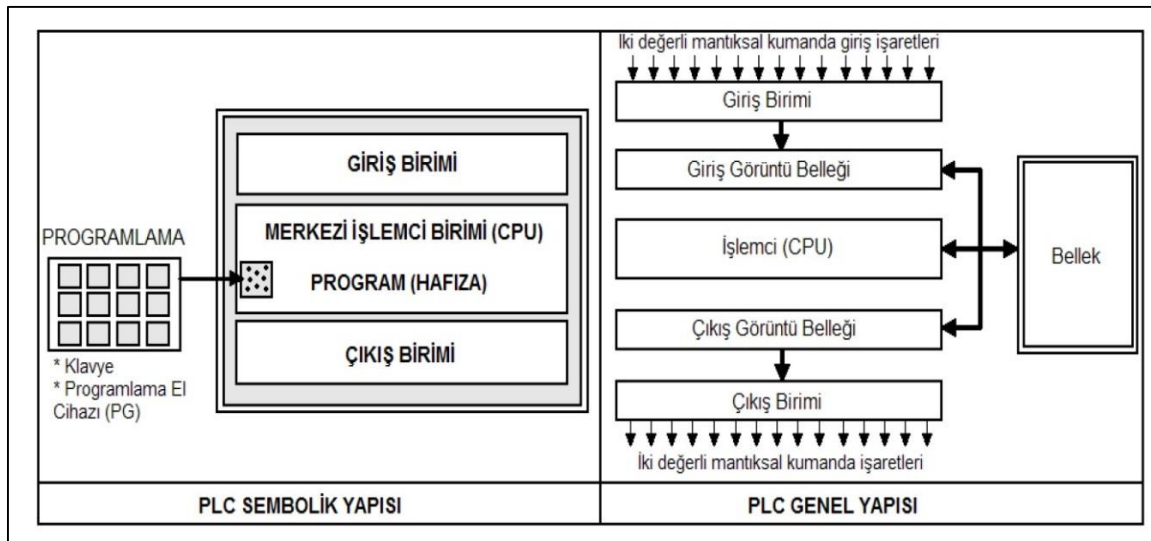 GİRİŞ BİRİMİ
MERKEZİ İŞLEMCİ BİRİMİ (CPU)
PROGRAM (HAFIZA)
ÇIKIŞ BİRİMİ
PROGRAMLAMA
* Klavye
* Programlama El
Cihazı (PG)
PLC SEMBOLİK YAPISI
İki değerli mantıksal kumanda giriş işaretleri
Giriş Birimi
Giriş Görüntü Belleği
İşlemci (CPU)
Çıkış Görüntü Belleği
Çıkış Birimi
İki değerli mantıksal kumanda işaretleri
Bellek
PLC GENEL YAPISI